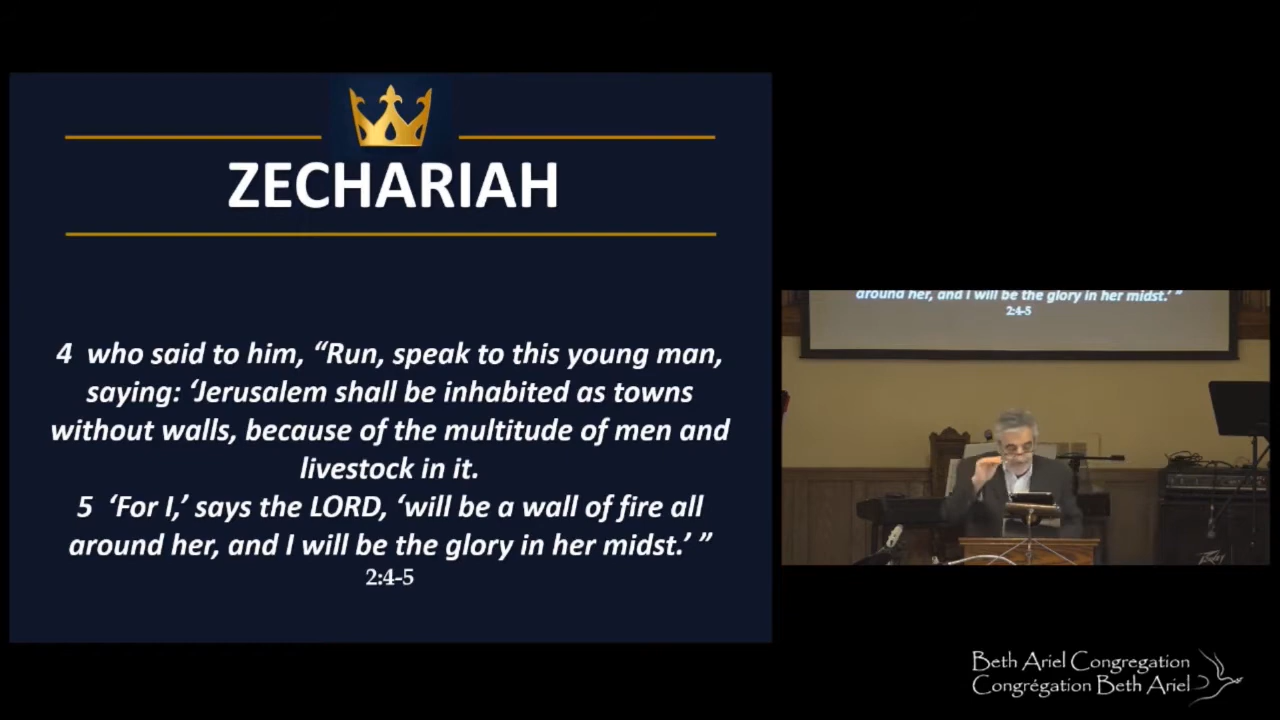 ZECHARIAH
4 who said to him, “Run, speak to this young man,
saying: ‘Jerusalem shall be inhabited as towns
without walls, because of the multitude of men and
livestock in it.
5 ‘For I,’ says the LORD, ‘will be a wall of fire all
around her, and I will be the glory in her midst.’ ”
2:4-5
around her, and I will be the glory in her midst.’ ”
2:4-5
Peavey
Beth Ariel Congregation
Congrégation Beth Ariel